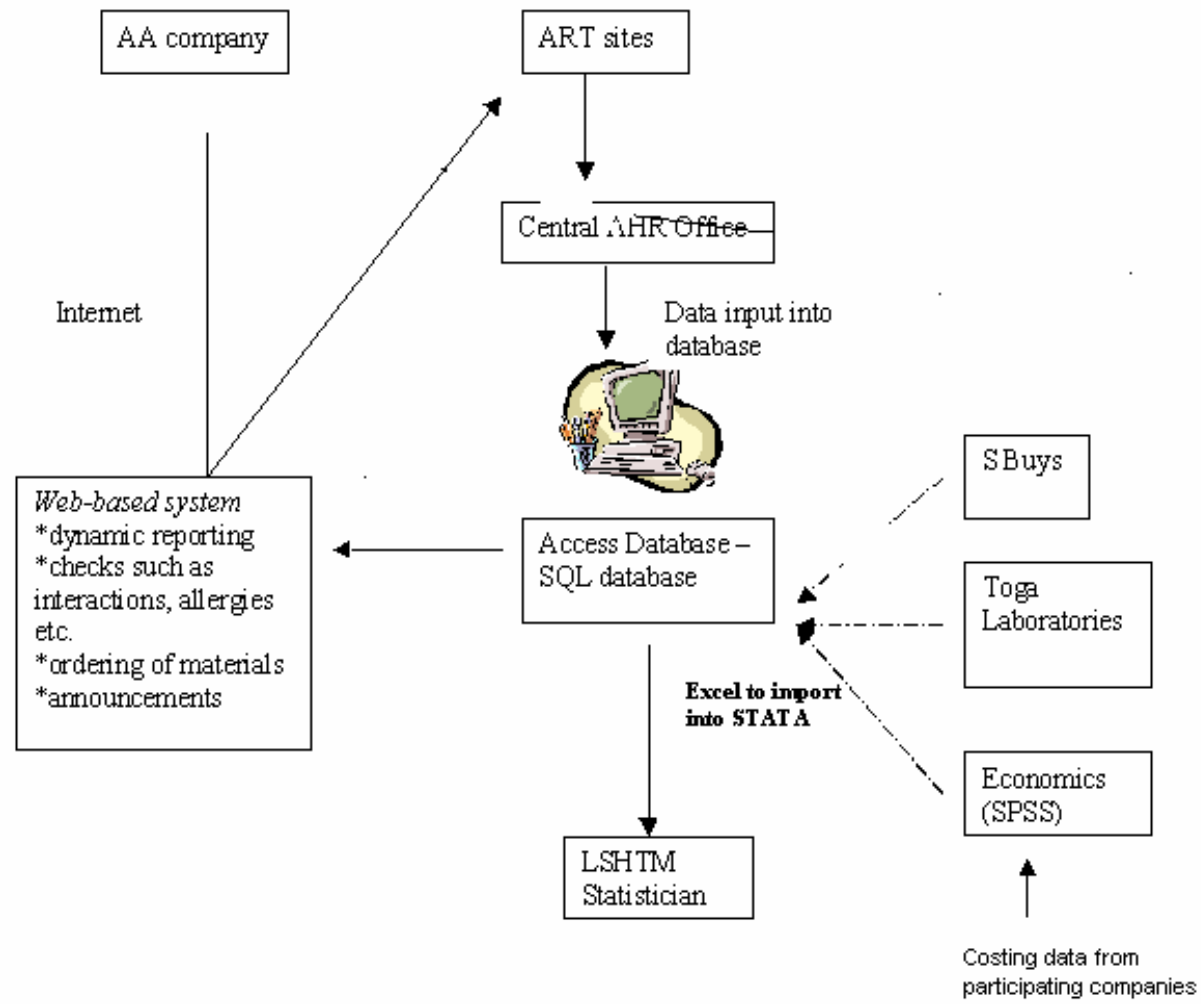 AA company
ART sites
Central AHR Office
Internet
Data input into
database
Web-based system
*dynamic reporting
*checks such as
interactions, allergies
etc.
*ordering of materials
*announcements
Access Database –
SQL database
SBuys
Toga
Laboratories
Excel to import
into STATA
Economics
(SPSS)
LSHTM
Statistician
Costing data from
participating companies